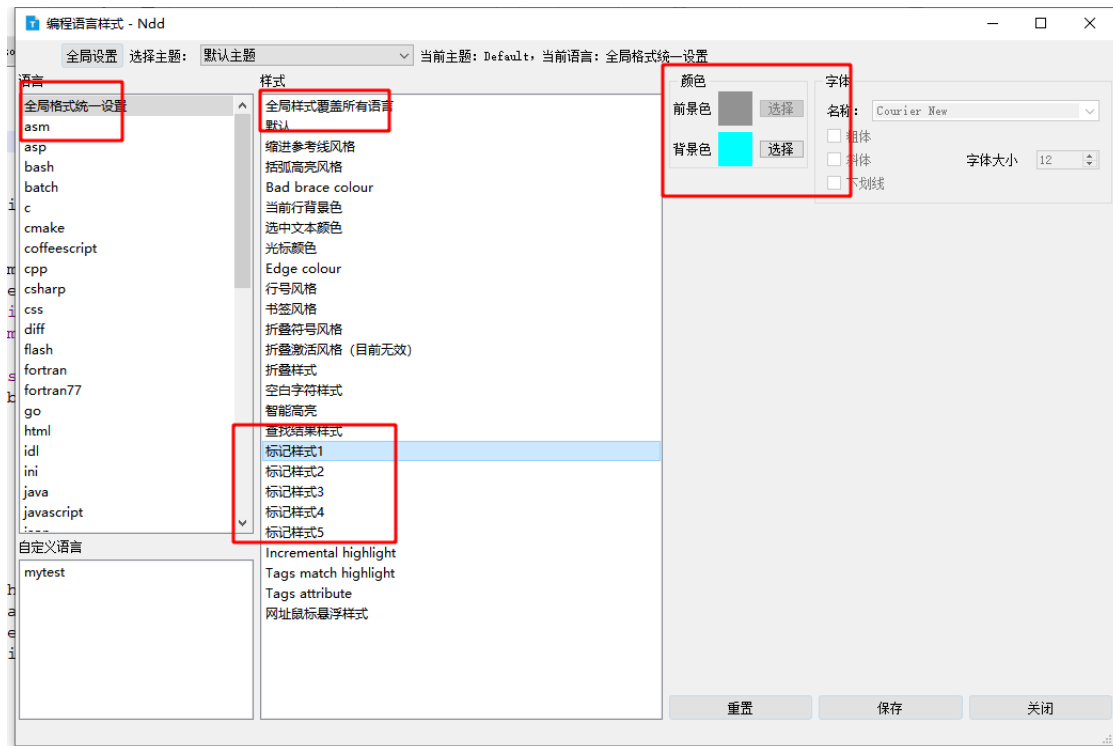 编程语言样式 - Ndd
全局设置 选择主题: 默认主题 当前主题: Default, 当前语言: 全局格式统一设置
语言
全局格式统一设置
asm
asp
bash
batch
c
cmake
coffeescript
cpp
csharp
css
diff
flash
fortran
fortran77
go
html
idl
ini
java
javascript
自定义语言
mytest
样式
全局样式覆盖所有语言
默认
缩进参考线风格
括弧高亮风格
Bad brace colour
当前行背景色
选中文本颜色
光标颜色
Edge colour
行号风格
书签风格
折叠符号风格
折叠激活风格 (目前无效)
折叠样式
空白字符样式
智能高亮
查找结果样式
标记样式1
标记样式2
标记样式3
标记样式4
标记样式5
Incremental highlight
Tags match highlight
Tags attribute
网址鼠标悬浮样式
颜色
前景色 选择
背景色 选择
字体
名称: Courier New
粗体
斜体 字体大小 12
下划线
重置 保存 关闭